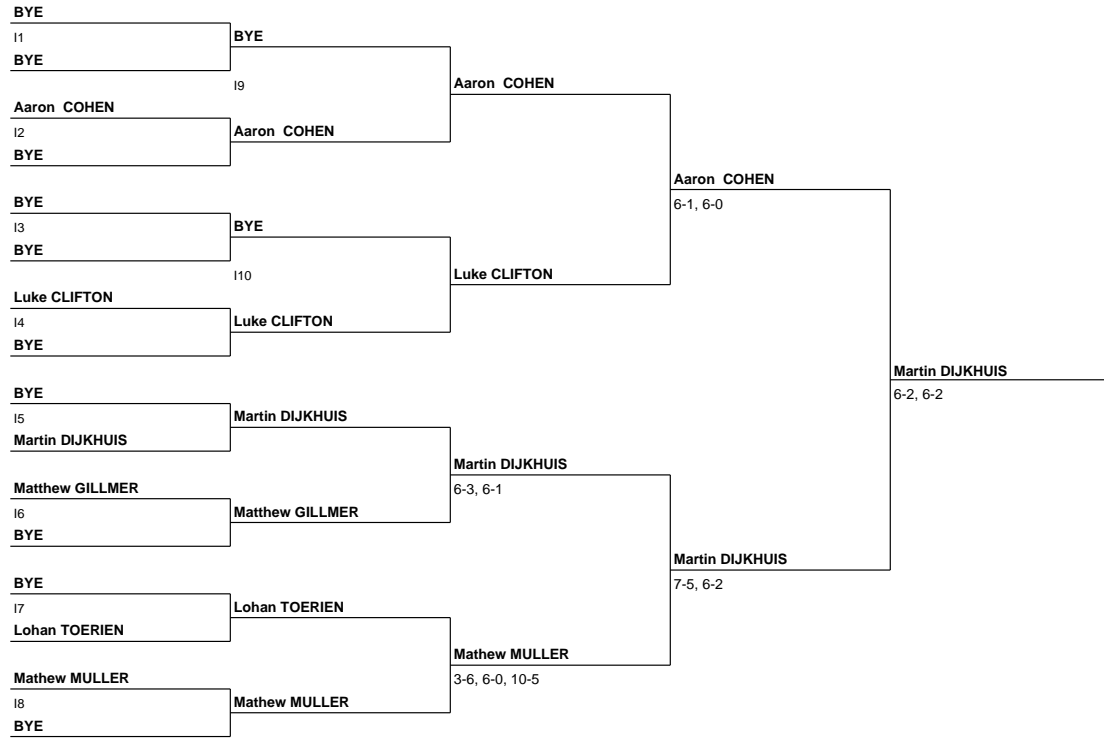 BYE
I1
BYE
BYE
I9
Aaron  COHEN
Aaron  COHEN
I2
Aaron  COHEN
BYE
Aaron  COHEN
6-1, 6-0
BYE
I3
BYE
BYE
I10
Luke CLIFTON
Luke CLIFTON
I4
Luke CLIFTON
BYE
Martin DIJKHUIS
6-2, 6-2
BYE
I5
Martin DIJKHUIS
Martin DIJKHUIS
Martin DIJKHUIS
6-3, 6-1
Matthew GILLMER
I6
Matthew GILLMER
BYE
Martin DIJKHUIS
7-5, 6-2
BYE
I7
Lohan TOERIEN
Lohan TOERIEN
Mathew MULLER
3-6, 6-0, 10-5
Mathew MULLER
I8
Mathew MULLER
BYE